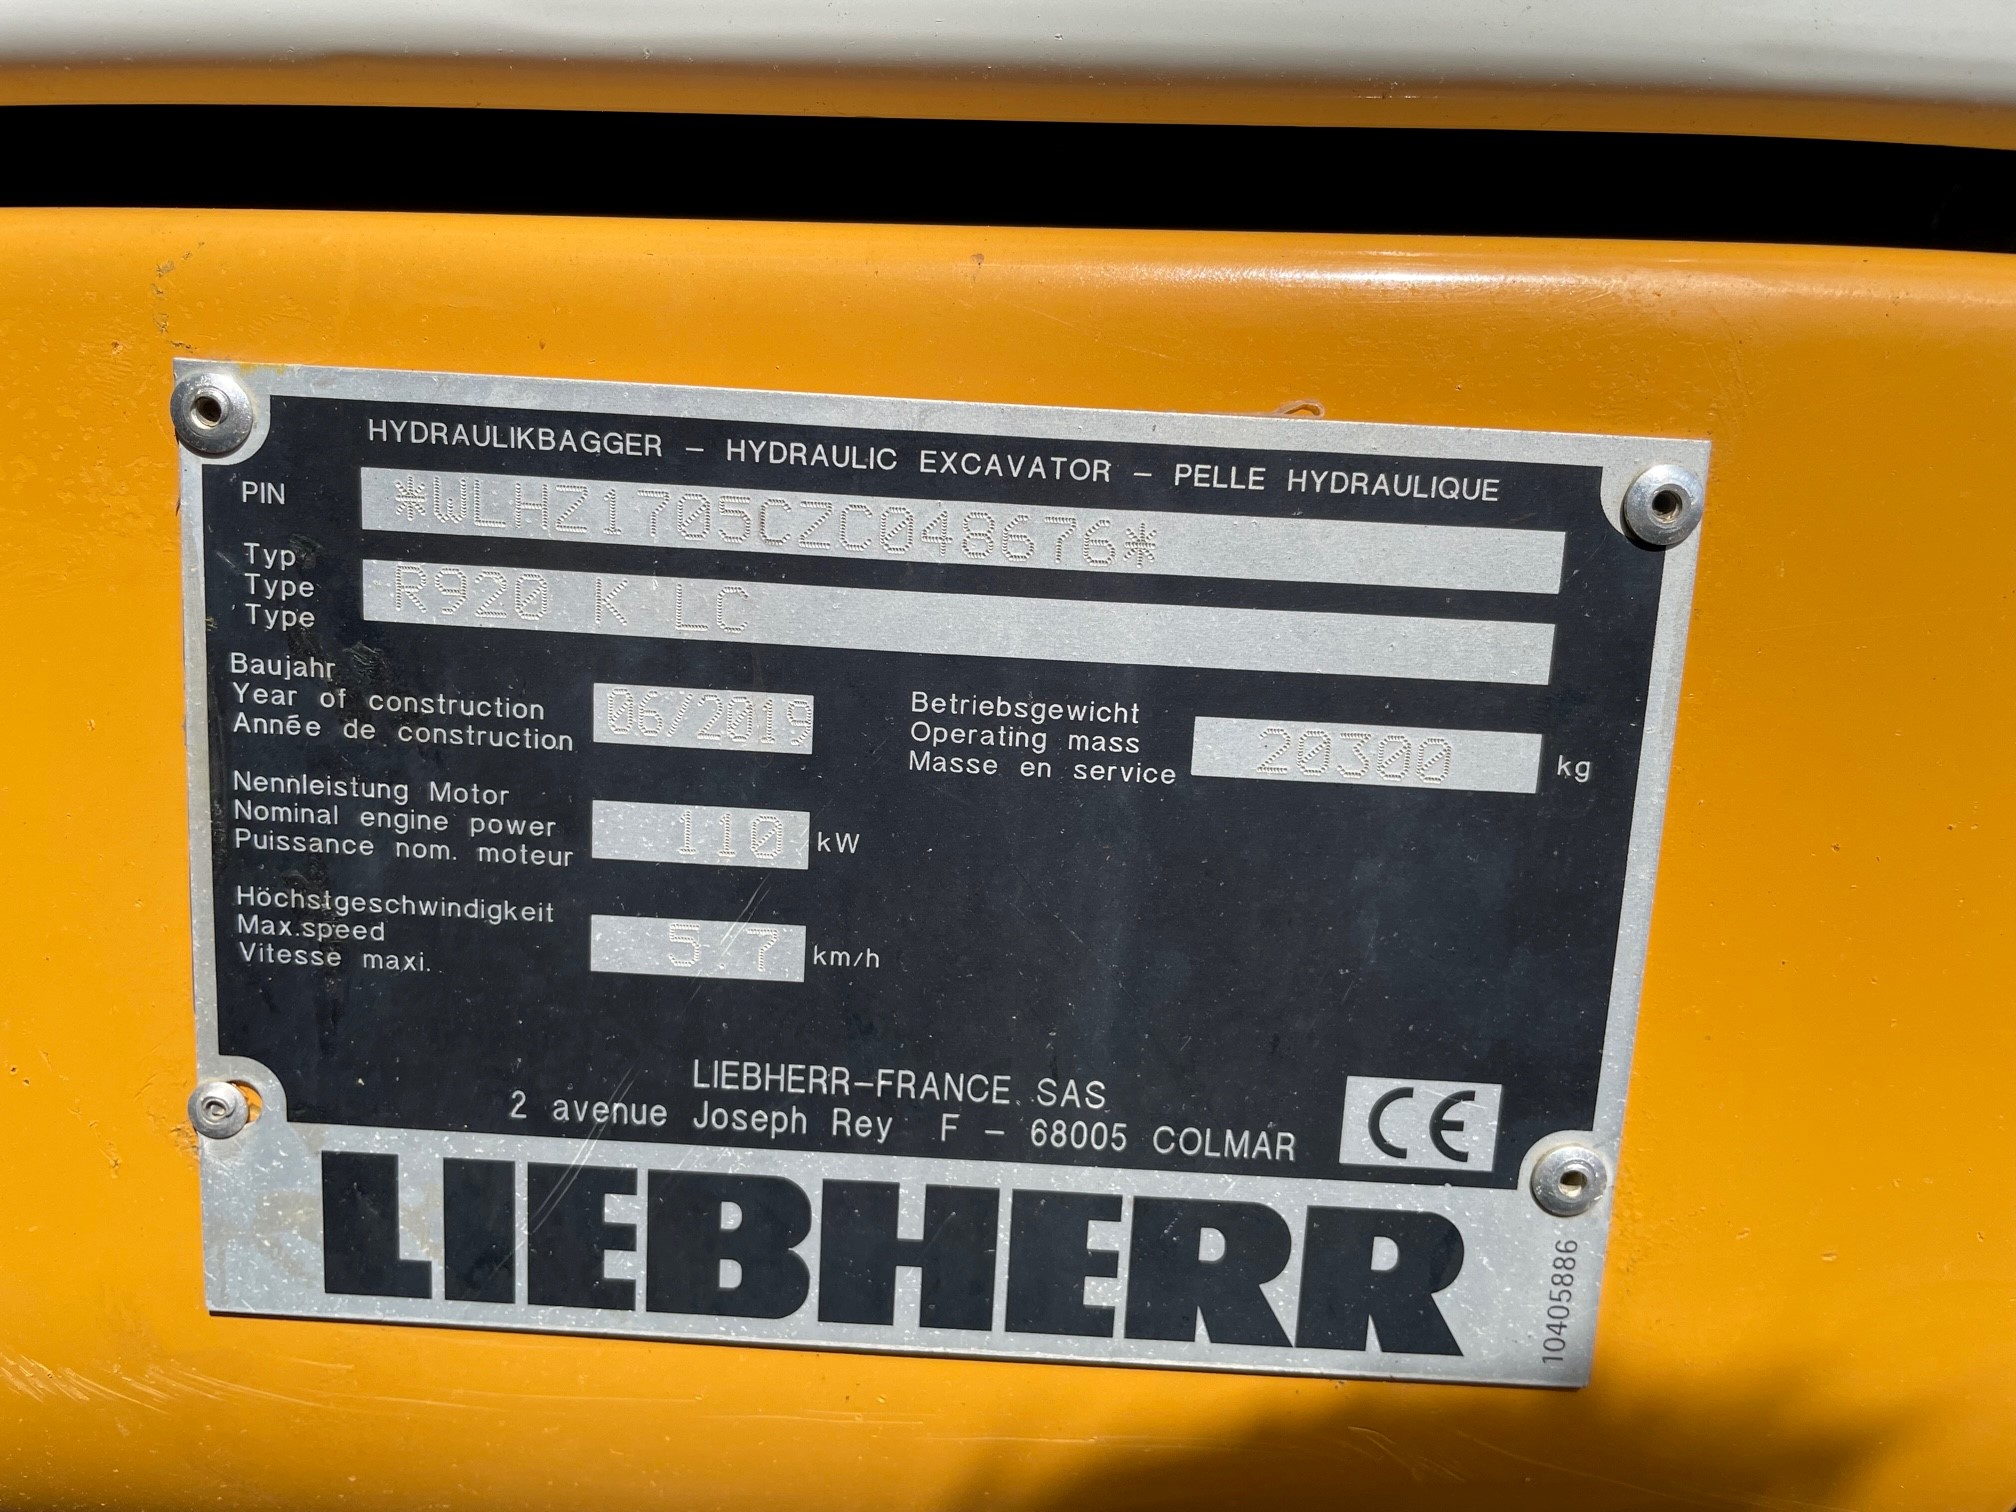 HYDRAULIKBAGGER – HYDRAULIC EXCAVATOR – PELLE HYDRAULIQUE
PIN *WLHZ1705CZC048676*
Typ
Type R920 K LC
Type
Baujahr
Year of construction 06/2019
Année de construction
Betriebsgewicht
Operating mass 20300 kg
Masse en service
Nennleistung Motor
Nominal engine power 110 kW
Puissance nom. moteur
Höchstgeschwindigkeit
Max.speed 5.7 km/h
Vitesse maxi.
LIEBHERR–FRANCE SAS
2 avenue Joseph Rey F – 68005 COLMAR
CE
LIEBHERR
10405886